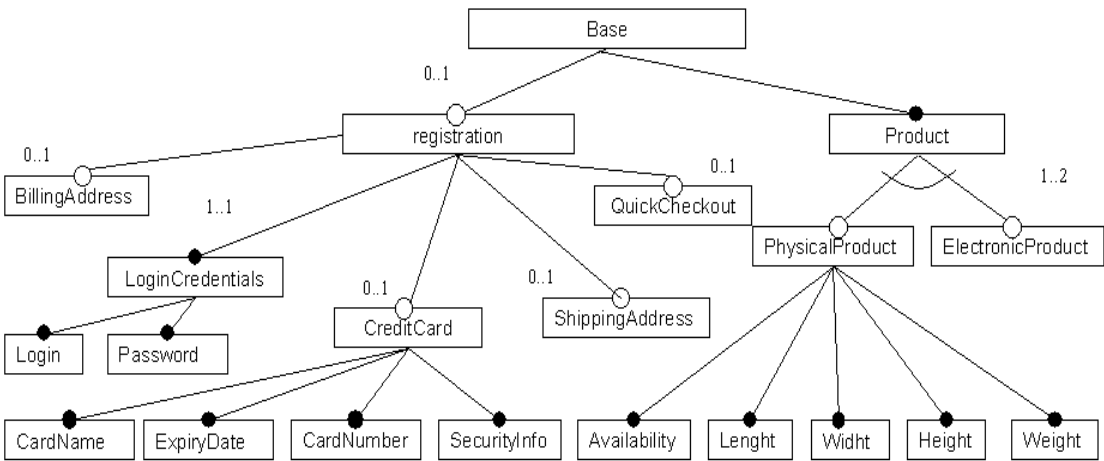 Base
0..1
registration
Product
0..1
0..1
1..2
BillingAddress
QuickCheckout
1..1
PhysicalProduct
ElectronicProduct
LoginCredentials
0..1
0..1
CreditCard
ShippingAddress
Login
Password
CardName
ExpiryDate
CardNumber
SecurityInfo
Availability
Lenght
Widht
Height
Weight